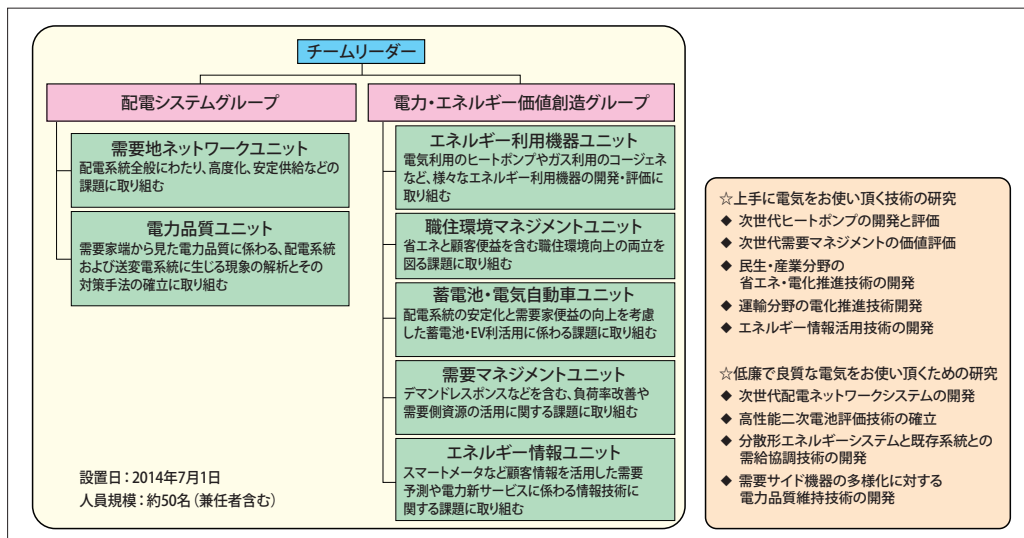 チームリーダー
配電システムグループ
需要地ネットワークユニット
配電系統全般にわたり、高度化、安定供給などの
課題に取り組む
電力品質ユニット
需要家端から見た電力品質に係わる、配電系統
および送変電系統に生じる現象の解析とその
対策手法の確立に取り組む
設置日：2014年7月1日
人員規模：約50名（兼任者含む）
電力・エネルギー価値創造グループ
エネルギー利用機器ユニット
電気利用のヒートポンプやガス利用のコージェネ
など、様々なエネルギー利用機器の開発・評価に
取り組む
職住環境マネジメントユニット
省エネと顧客便益を含む職住環境向上の両立を
図る課題に取り組む
蓄電池・電気自動車ユニット
配電系統の安定化と需要家便益の向上を考慮
した蓄電池・EV利活用に係わる課題に取り組む
需要マネジメントユニット
デマンドレスポンスなどを含む、負荷率改善や
需要側資源の活用に関する課題に取り組む
エネルギー情報ユニット
スマートメータなど顧客情報を活用した需要
予測や電力新サービスに係わる情報技術に
関する課題に取り組む
☆上手に電気をお使い頂く技術の研究
◆ 次世代ヒートポンプの開発と評価
◆ 次世代需要マネジメントの価値評価
◆ 民生・産業分野の
省エネ・電化推進技術の開発
◆ 運輸分野の電化推進技術開発
◆ エネルギー情報活用技術の開発
☆低廉で良質な電気をお使い頂くための研究
◆ 次世代配電ネットワークシステムの開発
◆ 高性能二次電池評価技術の確立
◆ 分散形エネルギーシステムと既存系統との
需給協調技術の開発
◆ 需要サイド機器の多様化に対する
電力品質維持技術の開発